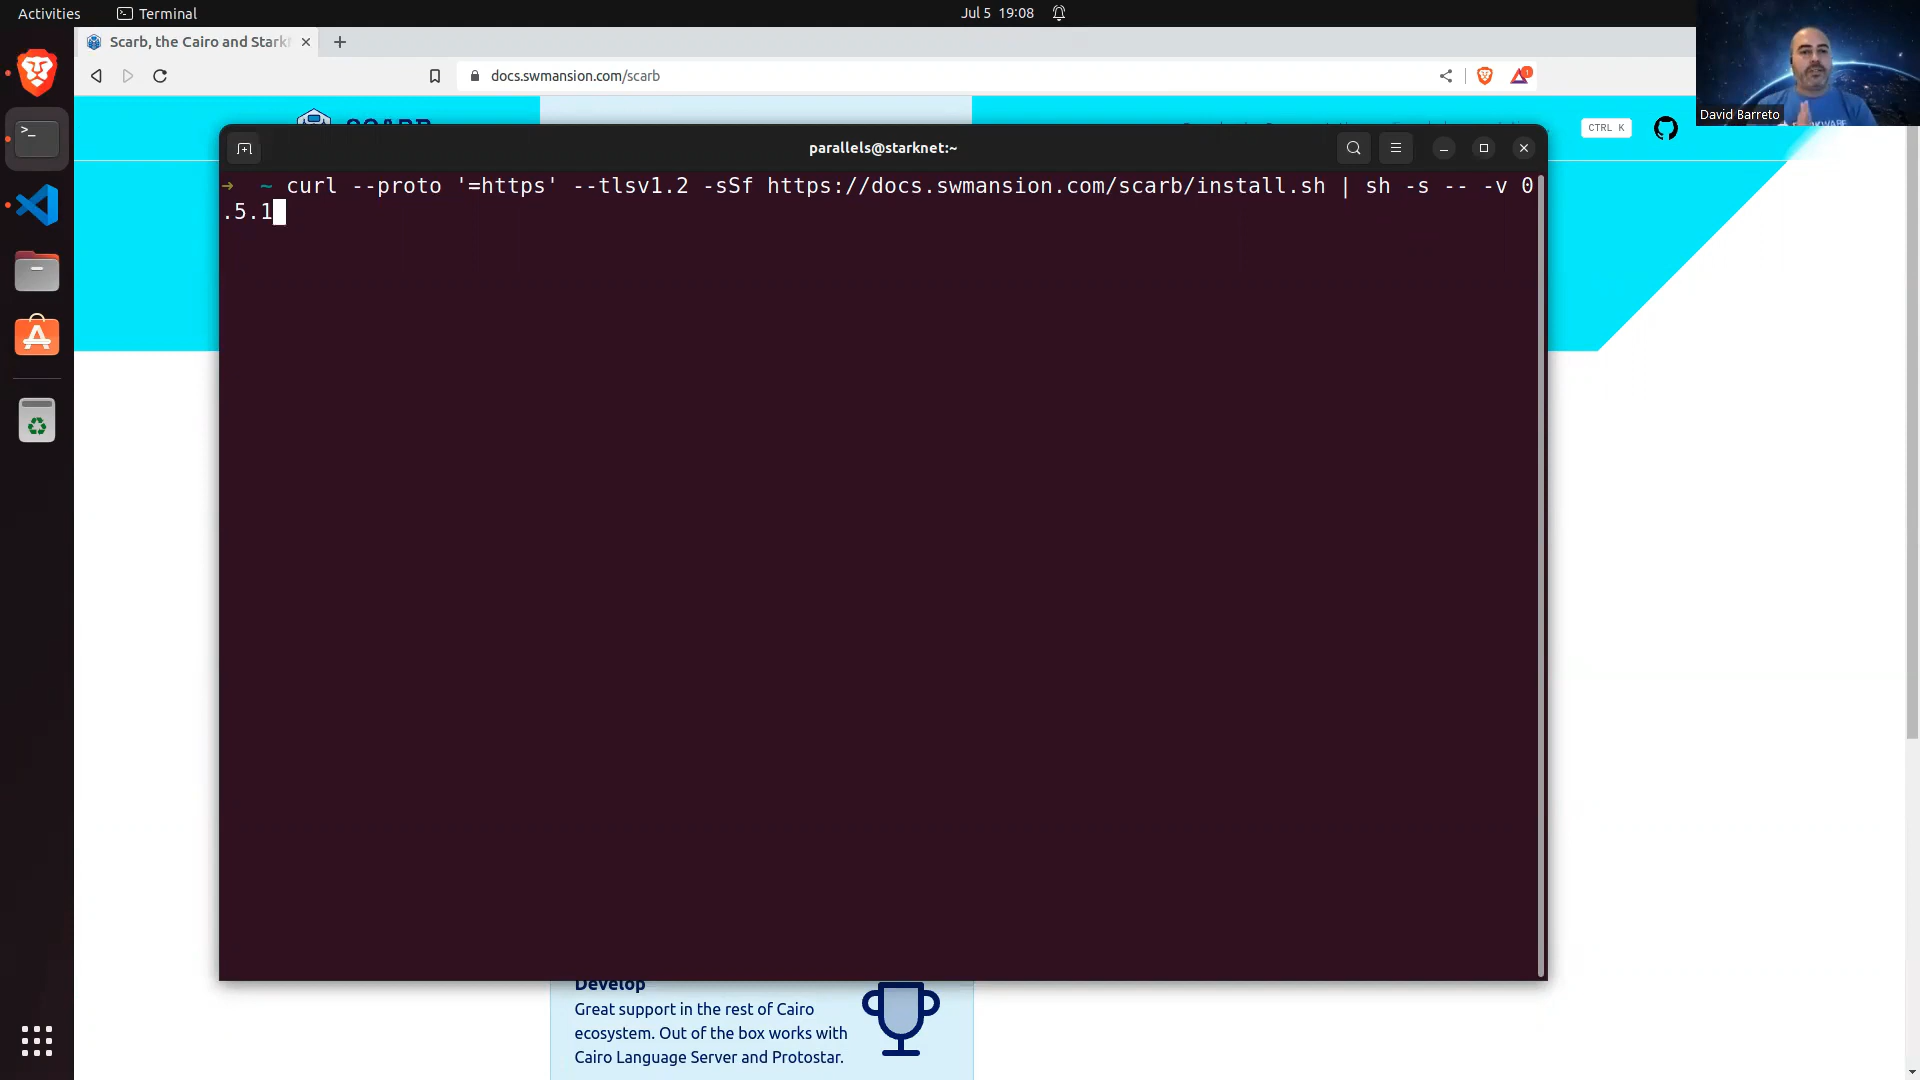 Activities
Terminal
Jul 5 19:08
Scarb, the Cairo and Stark
docs.swmansion.com/scarb
1
David Barreto
SCARB
CTRL K
parallels@starknet:~
→ ~ curl --proto '=https' --tlsv1.2 -sSf https://docs.swmansion.com/scarb/install.sh | sh -s -- -v 0
.5.1
Develop
Great support in the rest of Cairo
ecosystem. Out of the box works with
Cairo Language Server and Protostar.